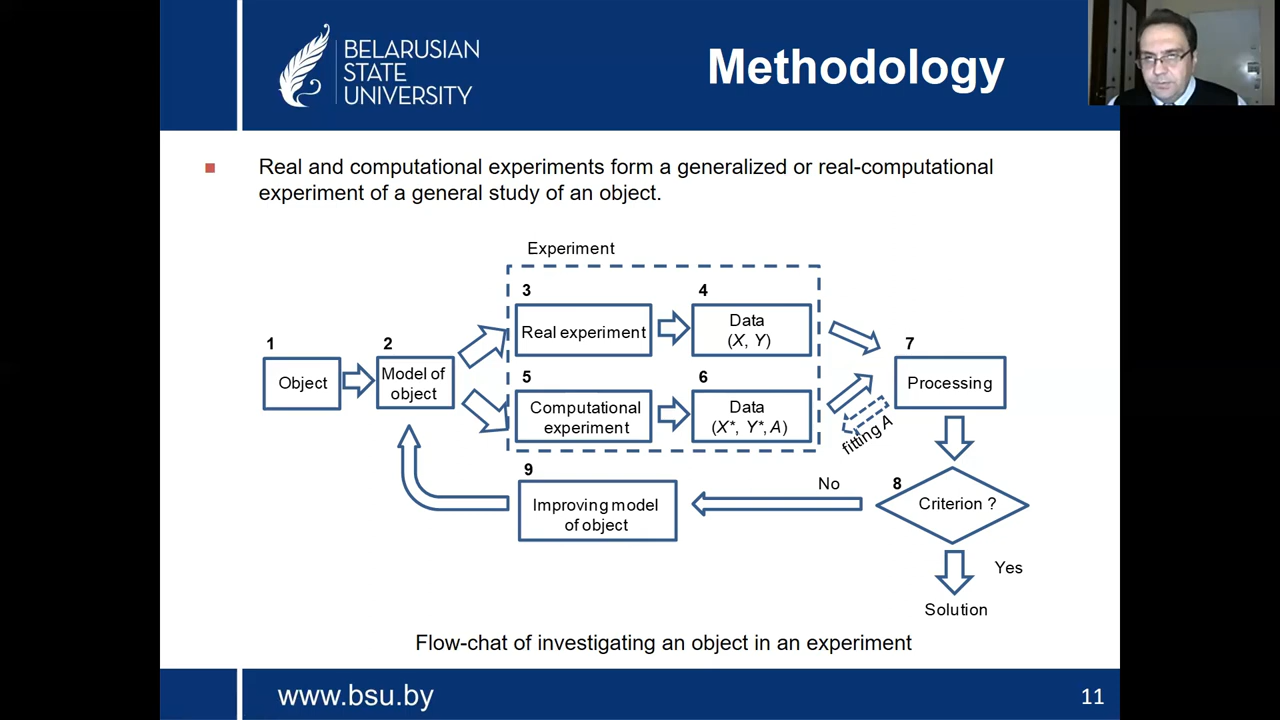 BELARUSIAN
STATE
UNIVERSITY
Methodology
Real and computational experiments form a generalized or real-computational
experiment of a general study of an object.
Experiment
3
Real experiment
4
Data
(X, Y)
1
Object
2
Model of
object
5
Computational
experiment
6
Data
(X*, Y*, A)
7
Processing
fitting A
8
Criterion ?
No
9
Improving model
of object
Yes
Solution
Flow-chat of investigating an object in an experiment
www.bsu.by
11